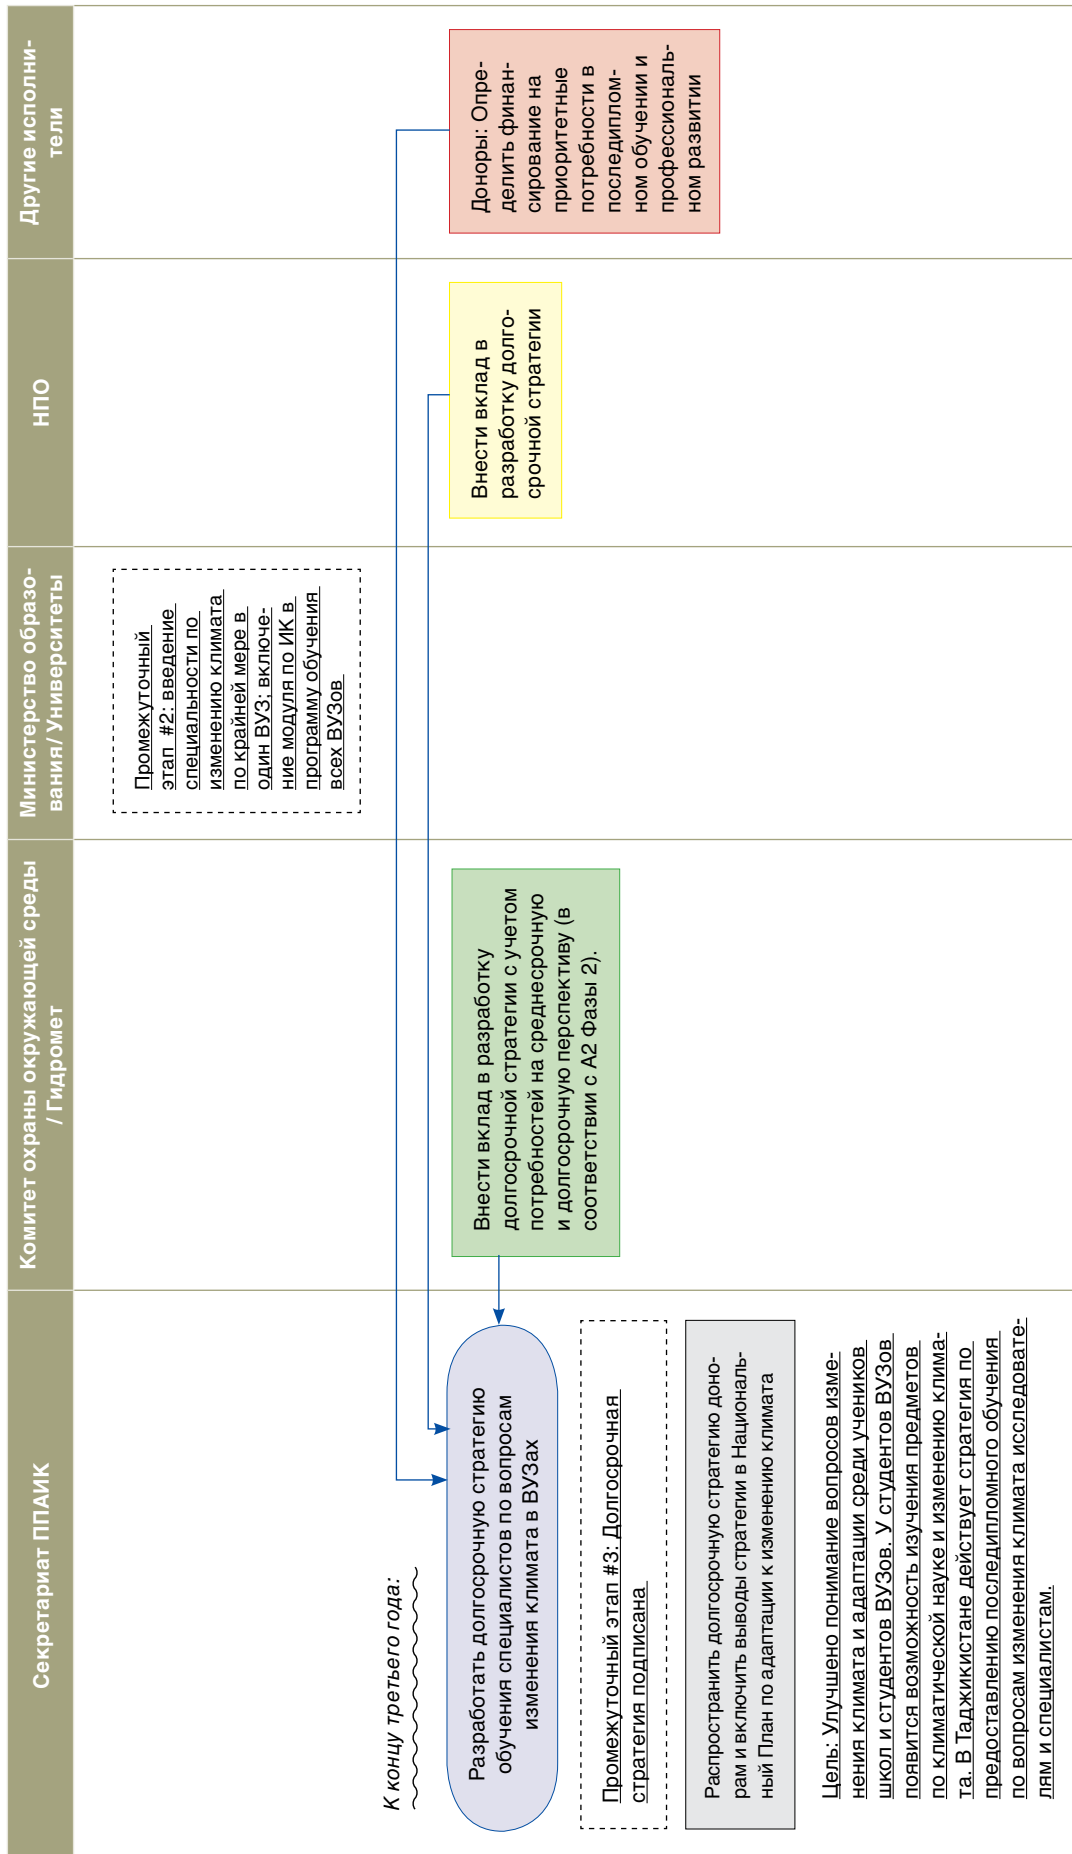 Секретариат ППАИК
Комитет охраны окружающей среды
/ Гидромет
Министерство образо-
вания/ Университеты
НПО
Другие исполни-
тели
Промежуточный
этап #2: введение
специальности по
изменению климата
по крайней мере в
один ВУЗ; включе-
ние модуля по ИК в
программу обучения
всех ВУЗов
К концу третьего года:
Разработать долгосрочную стратегию
обучения специалистов по вопросам
изменения климата в ВУЗах
Внести вклад в разработку
долгосрочной стратегии с учетом
потребностей на среднесрочную
и долгосрочную перспективу (в
соответствии с А2 Фазы 2).
Внести вклад в
разработку долго-
срочной стратегии
Доноры: Опре-
делить финан-
сирование на
приоритетные
потребности в
последиплом-
ном обучении и
профессиональ-
ном развитии
Промежуточный этап #3: Долгосрочная
стратегия подписана
Распространить долгосрочную стратегию доно-
рам и включить выводы стратегии в Националь-
ный План по адаптации к изменению климата
Цель: Улучшено понимание вопросов изме-
нения климата и адаптации среди учеников
школ и студентов ВУЗов. У студентов ВУЗов
появится возможность изучения предметов
по климатической науке и изменению клима-
та. В Таджикистане действует стратегия по
предоставлению последипломного обучения
по вопросам изменения климата исследовате-
лям и специалистам.